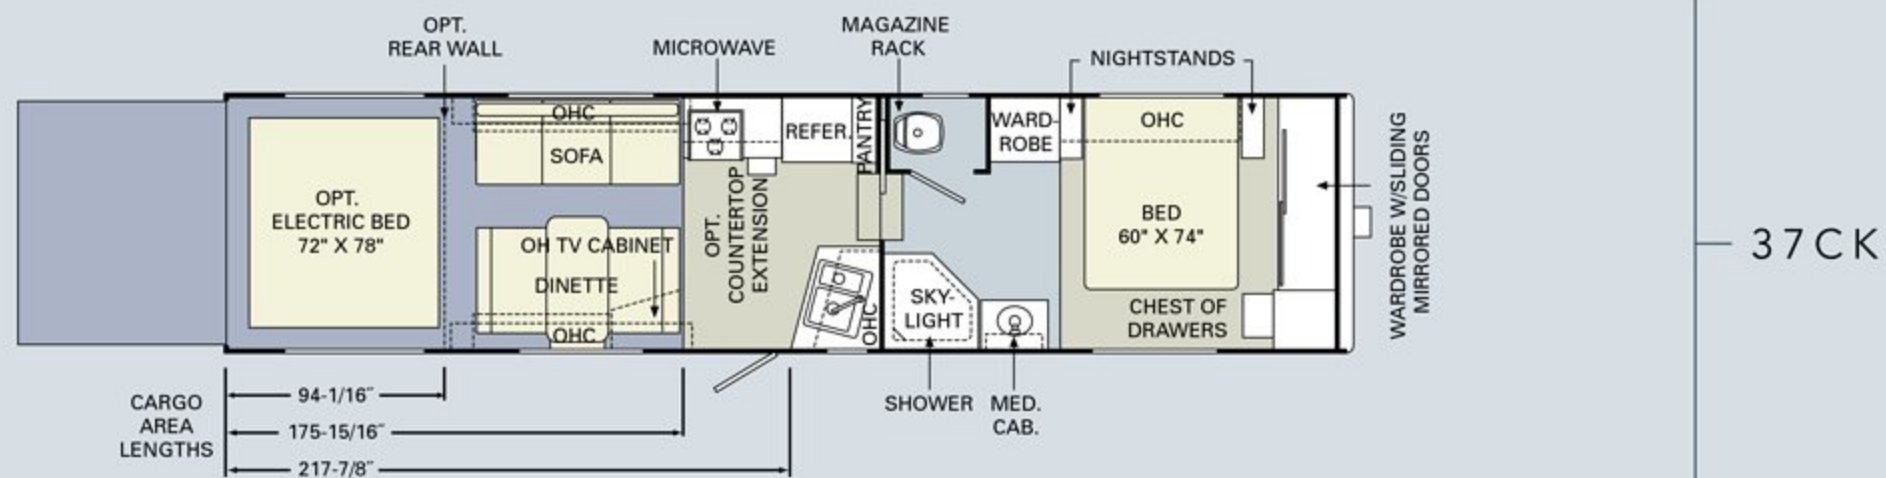 OPT.
REAR WALL
MICROWAVE
MAGAZINE
RACK
NIGHTSTANDS
OHC
SOFA
REFER.
PANTRY
WARD-
ROBE
OHC
OPT.
ELECTRIC BED
72" X 78"
OH TV CABINET
DINETTE
OHC
OPT.
COUNTERTOP
EXTENSION
OHC
SKY-
LIGHT
BED
60" X 74"
CHEST OF
DRAWERS
WARDROBE W/SLIDING
MIRRORED DOORS
37CK
SHOWER
MED.
CAB.
CARGO
AREA
LENGTHS
94-1/16"
175-15/16"
217-7/8"